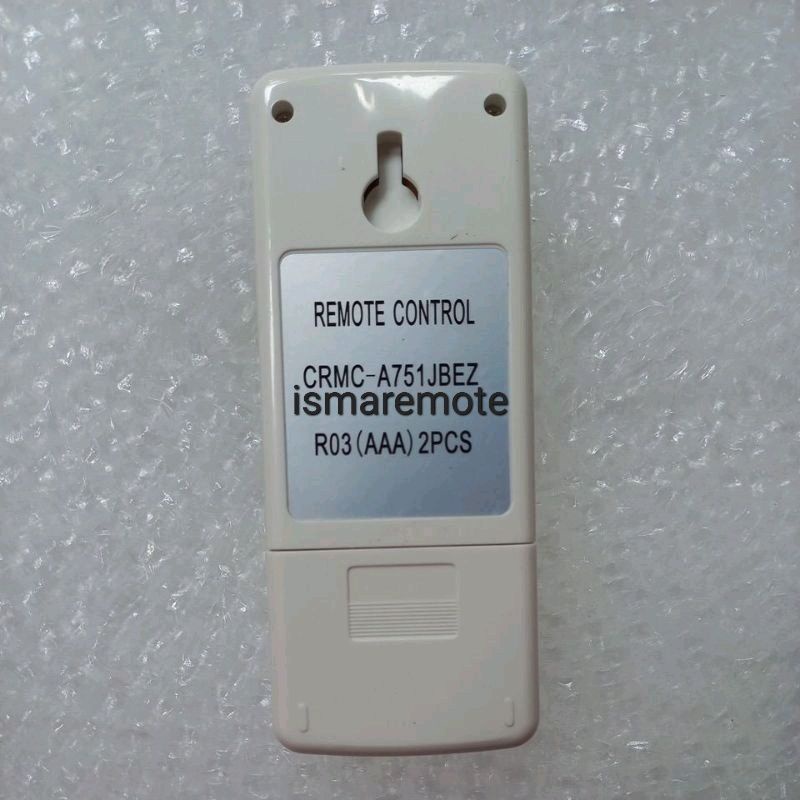 REMOTE CONTROL
CRMC-A751JBEZ
ismaremote
R03(AAA)2PCS